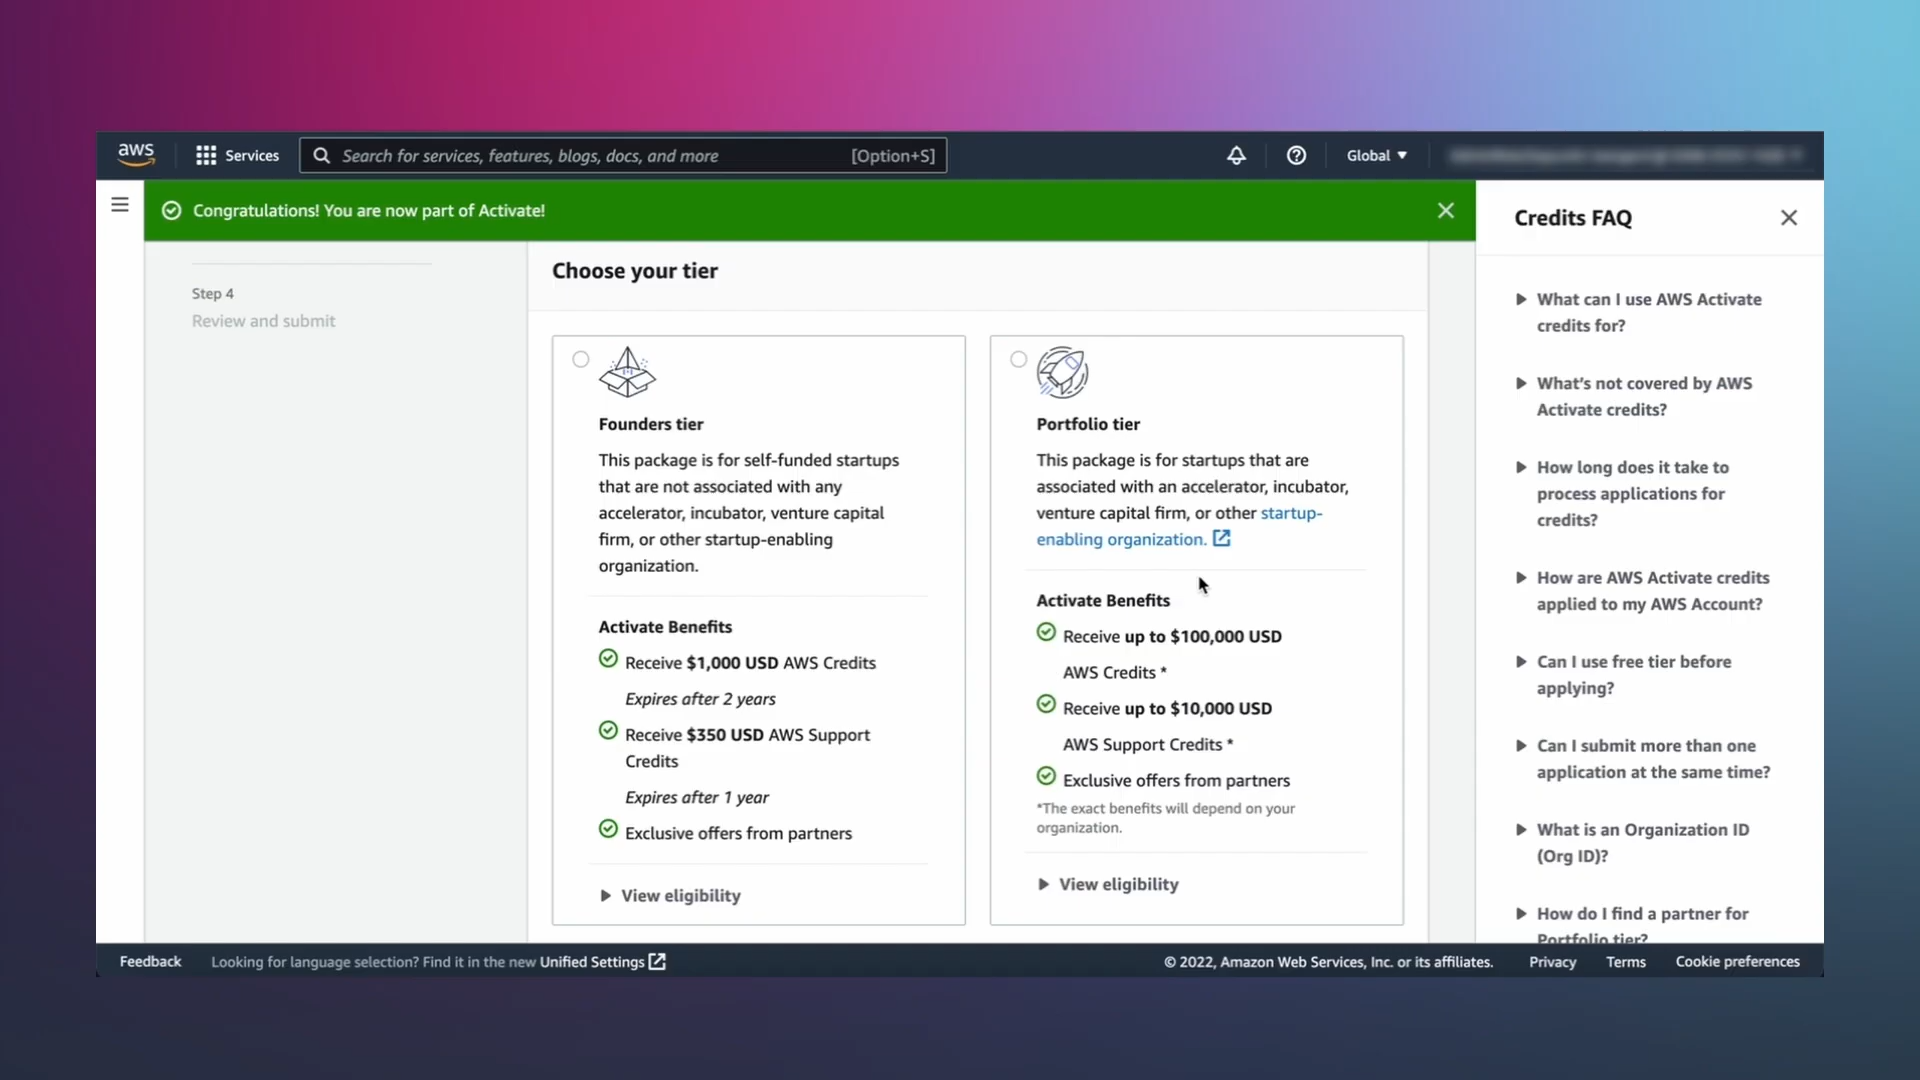 aws
Services
Search for services, features, blogs, docs, and more [Option+S]
Global
Congratulations! You are now part of Activate!
Step 4
Review and submit
Choose your tier
Founders tier
This package is for self-funded startups
that are not associated with any
accelerator, incubator, venture capital
firm, or other startup-enabling
organization.
Activate Benefits
Receive $1,000 USD AWS Credits
Expires after 2 years
Receive $350 USD AWS Support
Credits
Expires after 1 year
Exclusive offers from partners
View eligibility
Portfolio tier
This package is for startups that are
associated with an accelerator, incubator,
venture capital firm, or other startup-
enabling organization.
Activate Benefits
Receive up to $100,000 USD
AWS Credits *
Receive up to $10,000 USD
AWS Support Credits *
Exclusive offers from partners
*The exact benefits will depend on your
organization.
View eligibility
Credits FAQ
What can I use AWS Activate
credits for?
What's not covered by AWS
Activate credits?
How long does it take to
process applications for
credits?
How are AWS Activate credits
applied to my AWS Account?
Can I use free tier before
applying?
Can I submit more than one
application at the same time?
What is an Organization ID
(Org ID)?
How do I find a partner for
Portfolio tier?
Feedback
Looking for language selection? Find it in the new Unified Settings
© 2022, Amazon Web Services, Inc. or its affiliates.
Privacy
Terms
Cookie preferences